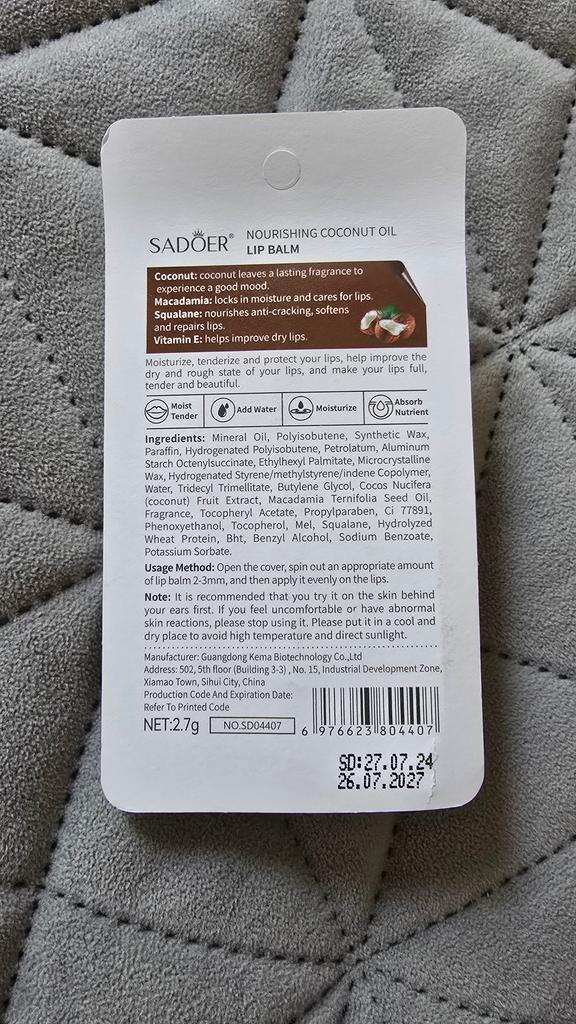 SADOER® NOURISHING COCONUT OIL
LIP BALM
Coconut: coconut leaves a lasting fragrance to
experience a good mood.
Macadamia: locks in moisture and cares for lips.
Squalane: nourishes anti-cracking, softens
and repairs lips.
Vitamin E: helps improve dry lips.
Moisturize, tenderize and protect your lips, help improve the
dry and rough state of your lips, and make your lips full,
tender and beautiful.
Moist
Tender
Add Water
Moisturize
Absorb
Nutrient
Ingredients: Mineral Oil, Polyisobutene, Synthetic Wax,
Paraffin, Hydrogenated Polyisobutene, Petrolatum, Aluminum
Starch Octenylsuccinate, Ethylhexyl Palmitate, Microcrystalline
Wax, Hydrogenated Styrene/methylstyrene/indene Copolymer,
Water, Tridecyl Trimellitate, Butylene Glycol, Cocos Nucifera
(coconut) Fruit Extract, Macadamia Ternifolia Seed Oil,
Fragrance, Tocopheryl Acetate, Propylparaben, Ci 77891,
Phenoxyethanol, Tocopherol, Mel, Squalane, Hydrolyzed
Wheat Protein, Bht, Benzyl Alcohol, Sodium Benzoate,
Potassium Sorbate.
Usage Method: Open the cover, spin out an appropriate amount
of lip balm 2-3mm, and then apply it evenly on the lips.
Note: It is recommended that you try it on the skin behind
your ears first. If you feel uncomfortable or have abnormal
skin reactions, please stop using it. Please put it in a cool and
dry place to avoid high temperature and direct sunlight.
Manufacturer: Guangdong Kema Biotechnology Co.,Ltd
Address: 502, 5th floor (Building 3-3) , No. 15, Industrial Development Zone,
Xiamao Town, Sihui City, China
Production Code And Expiration Date:
Refer To Printed Code
NET:2.7g NO.SD04407
6 976623 804407
SD:27.07.24
26.07.2027